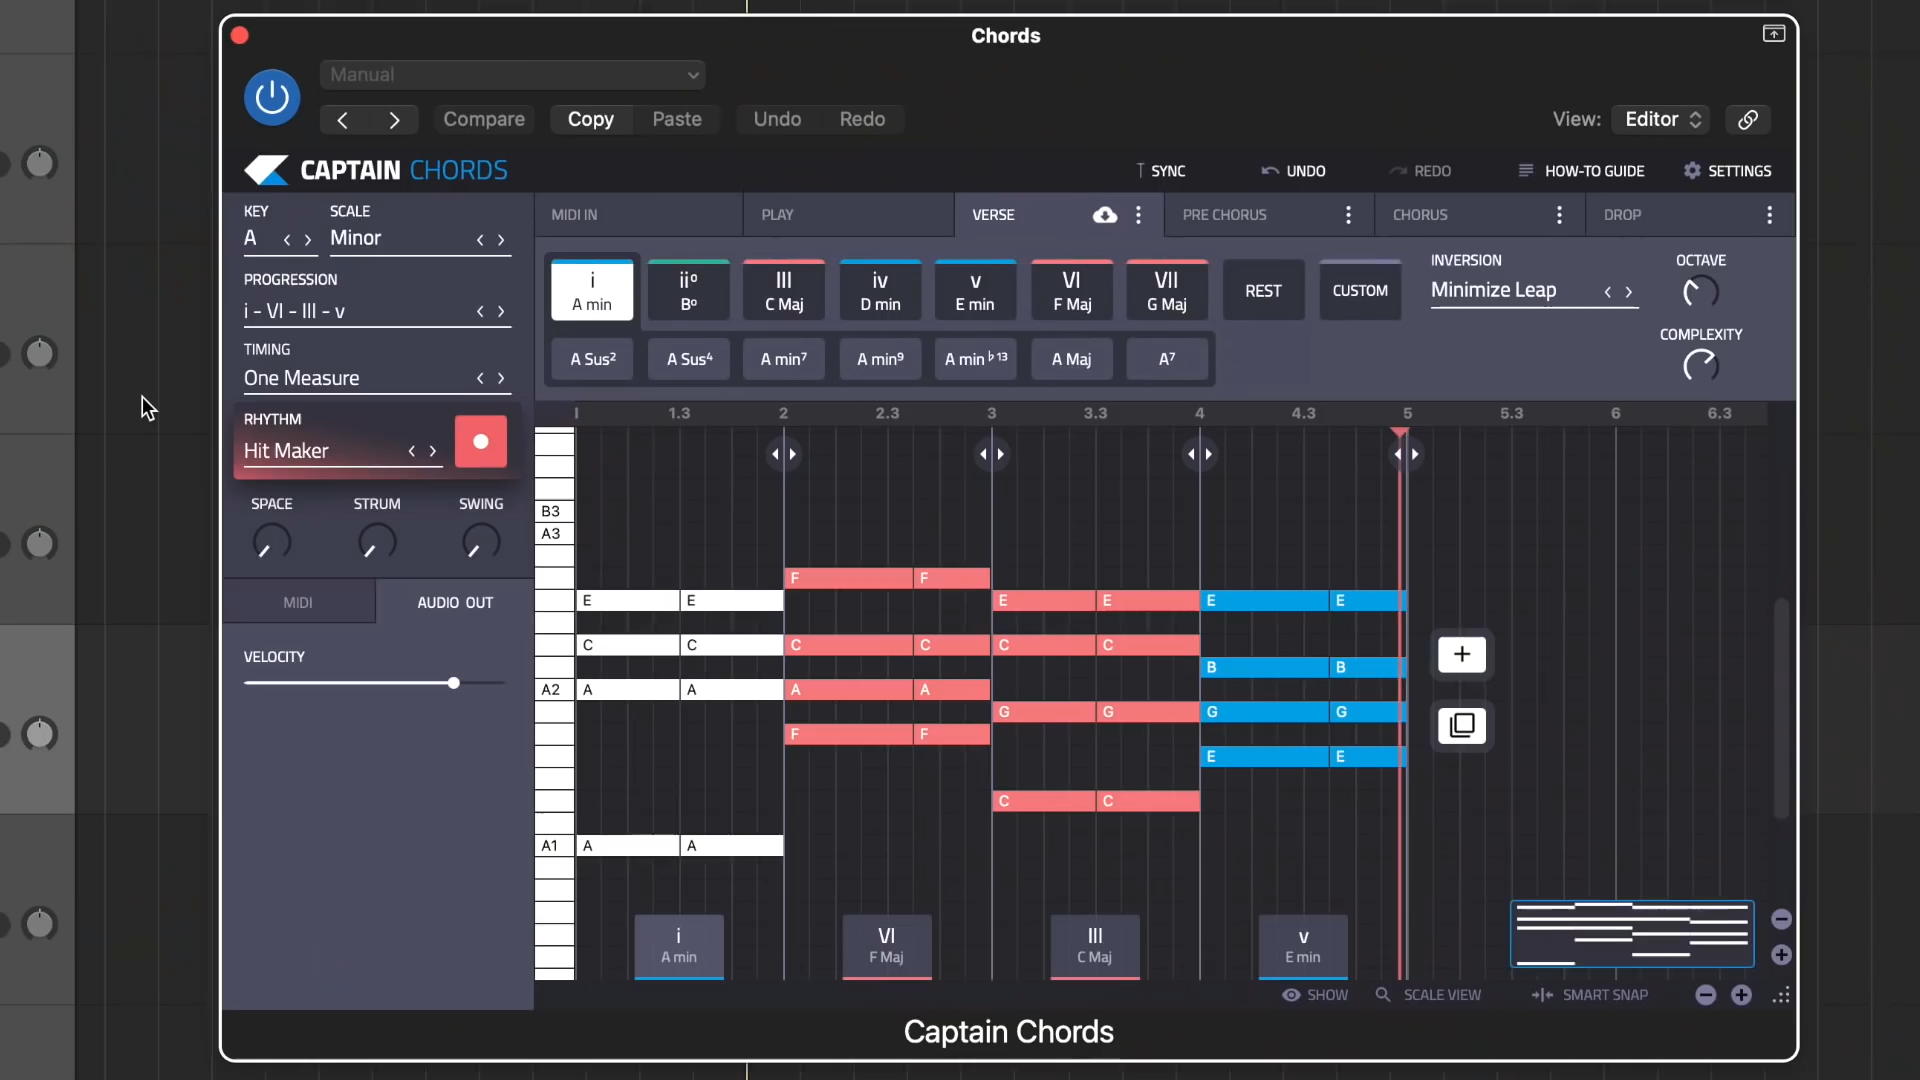 Chords
Manual
Compare Copy Paste Undo Redo View: Editor
CAPTAIN CHORDS SYNC UNDO REDO HOW-TO GUIDE SETTINGS
KEY SCALE
A Minor
PROGRESSION
i - VI - III - v
TIMING
One Measure
RHYTHM
Hit Maker
SPACE STRUM SWING
MIDI AUDIO OUT
VELOCITY
MIDI IN PLAY VERSE PRE CHORUS CHORUS DROP
i iiº III iv v VI VII
A min Bº C Maj D min E min F Maj G Maj REST CUSTOM
A Sus² A Sus⁴ A min⁷ A min⁹ A min ♭13 A Maj A⁷
INVERSION
Minimize Leap
OCTAVE
COMPLEXITY
1 1.3 2 2.3 3 3.3 4 4.3 5 5.3 6 6.3
B3
A3
F F
E E E E E E
C C C C C C
B B
A2 A A A A
G G G G
F F
E E
C C
A1 A A
i VI III v
A min F Maj C Maj E min
SHOW SCALE VIEW SMART SNAP
Captain Chords